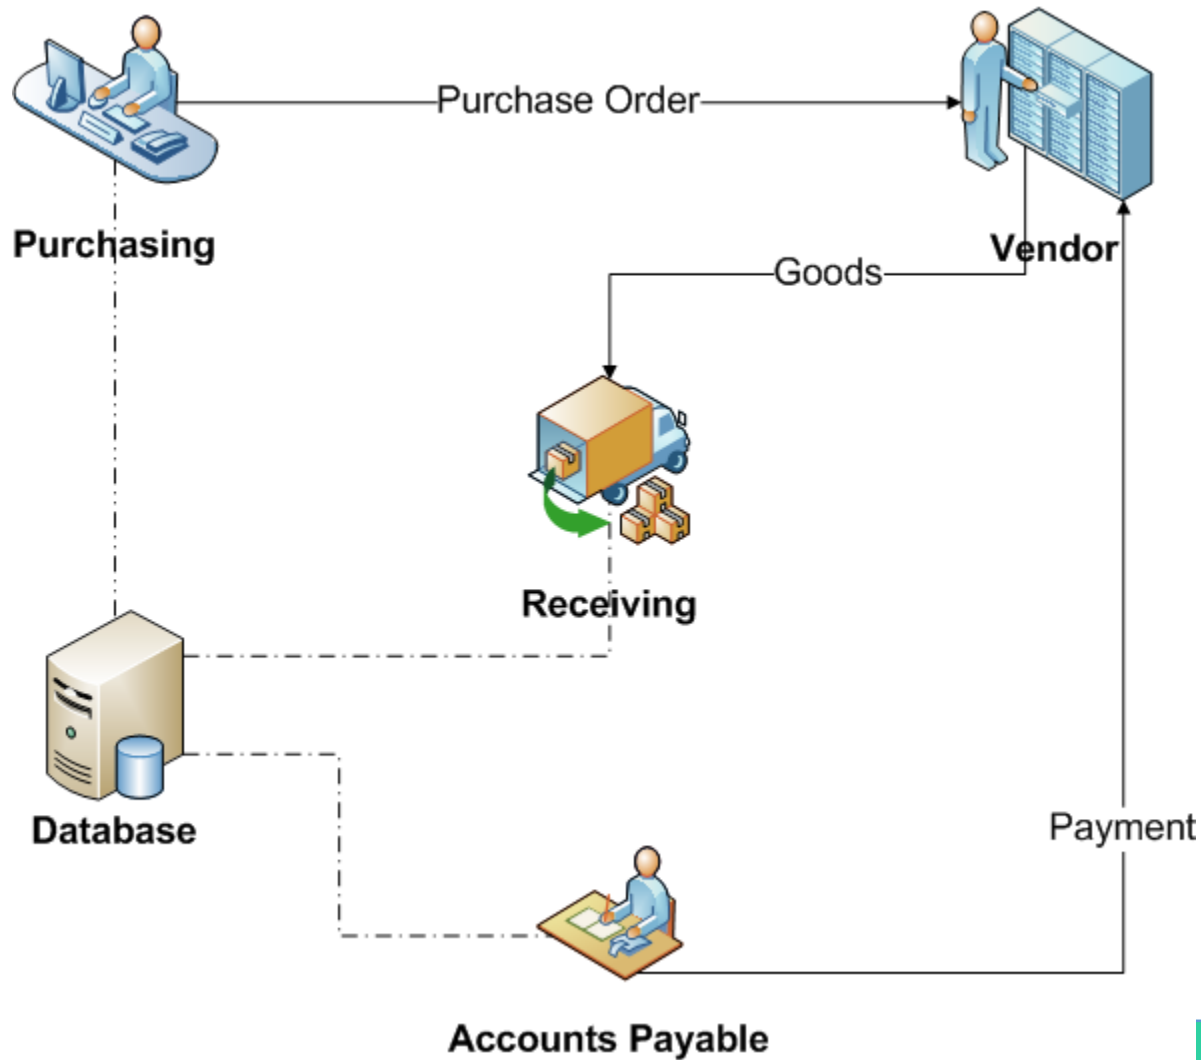 Purchase Order
Purchasing
Vendor
Goods
Receiving
Database
Payment
Accounts Payable